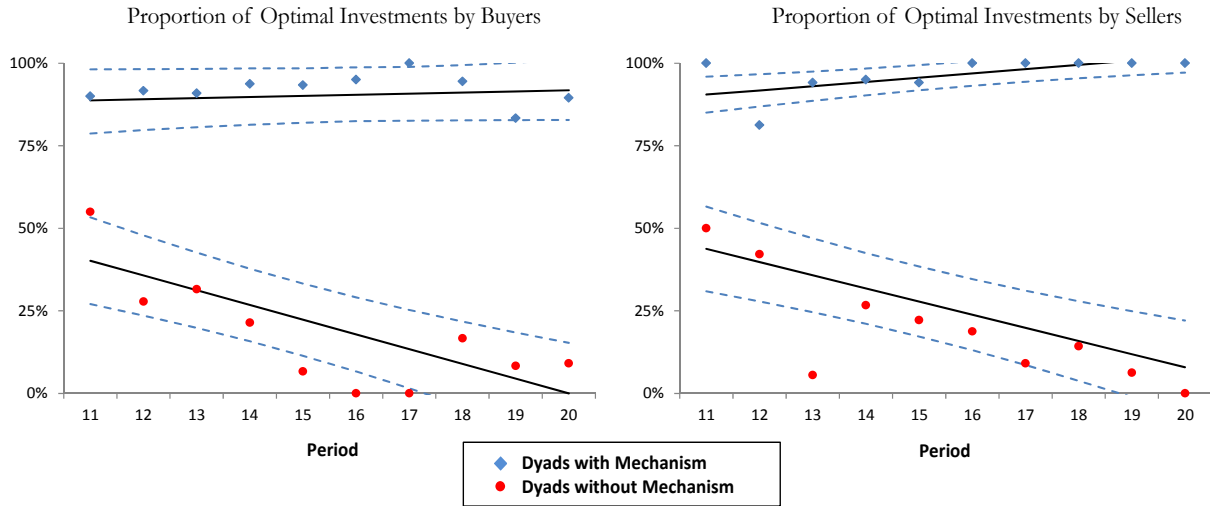 Proportion of Optimal Investments by Buyers
100%
75%
50%
25%
0%
11 12 13 14 15 16 17 18 19 20
Period
Proportion of Optimal Investments by Sellers
100%
75%
50%
25%
0%
11 12 13 14 15 16 17 18 19 20
Period
Dyads with Mechanism
Dyads without Mechanism